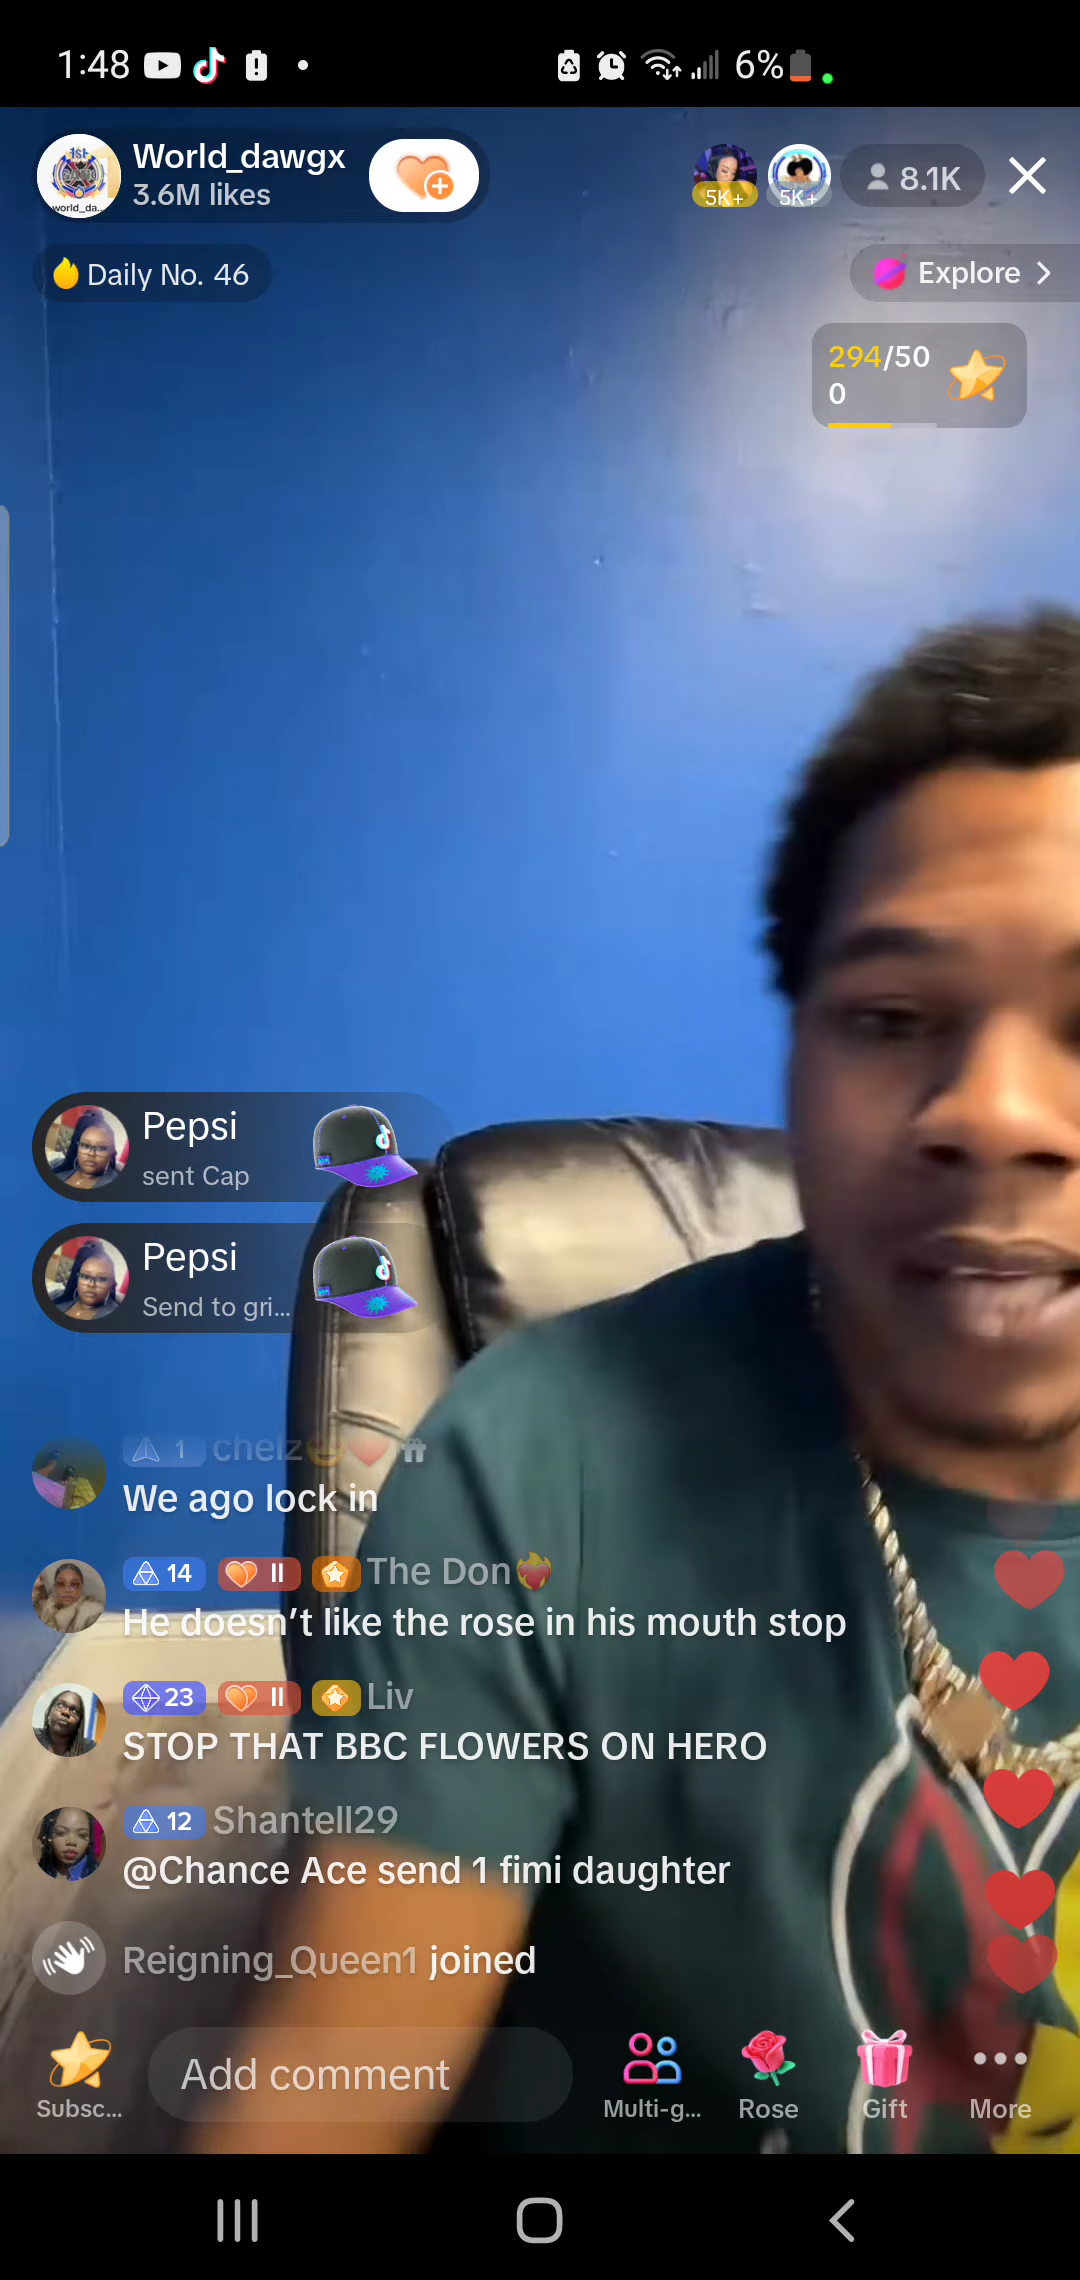 1:48
6%
World_dawgx
3.6M likes
5K+
5K+
8.1K
Daily No. 46
Explore
294/50
0
Pepsi
sent Cap
Pepsi
Send to gri...
1 chelz
We ago lock in
14 II The Don
He doesn't like the rose in his mouth stop
23 II Liv
STOP THAT BBC FLOWERS ON HERO
12 Shantell29
@Chance Ace send 1 fimi daughter
Reigning_Queen1 joined
Add comment
Subsc...
Multi-g...
Rose
Gift
More